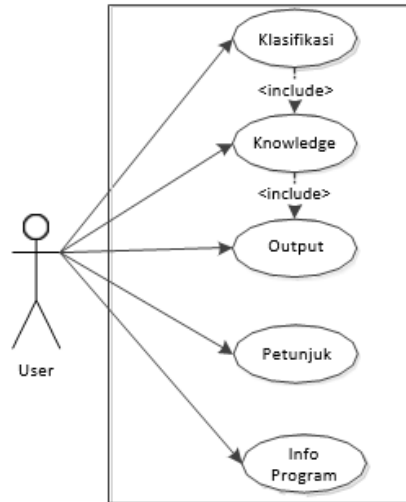 Klasifikasi
<include>
Knowledge
<include>
Output
User
Petunjuk
Info
Program